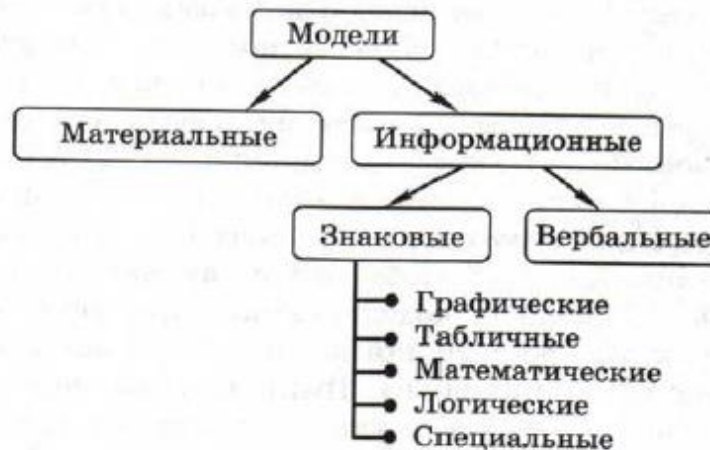 Модели
Материальные
Информационные
Знаковые
Вербальные
Графические
Табличные
Математические
Логические
Специальные